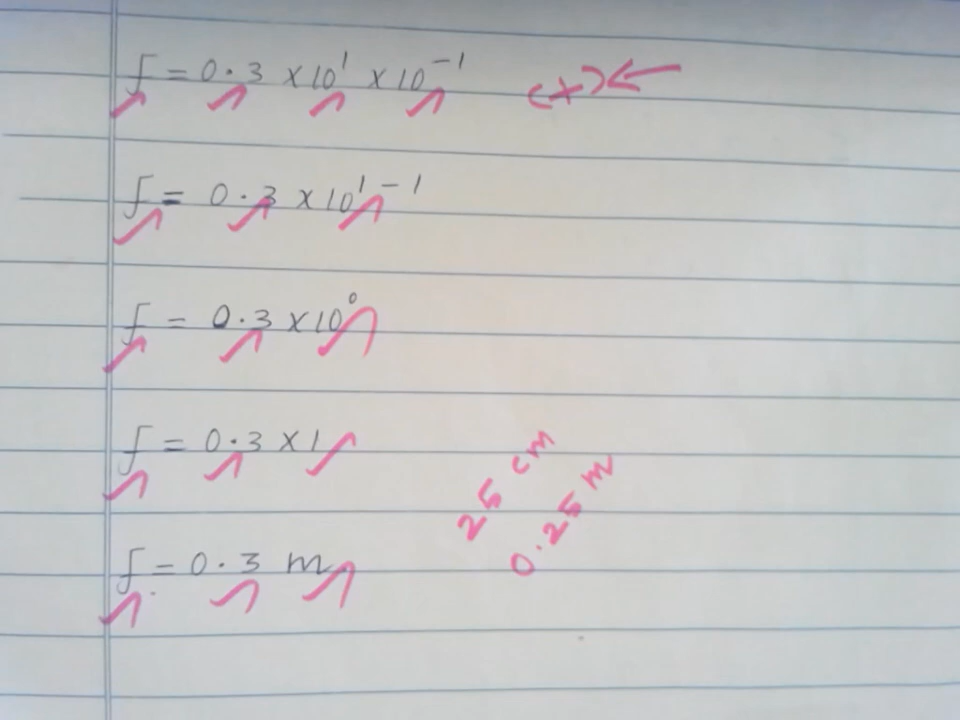 f = 0.3 × 10¹ × 10⁻¹ (+) ←
f = 0.3 × 10¹⁻¹
f = 0.3 × 10⁰
f = 0.3 × 1
25 cm
0.25 m
f = 0.3 m